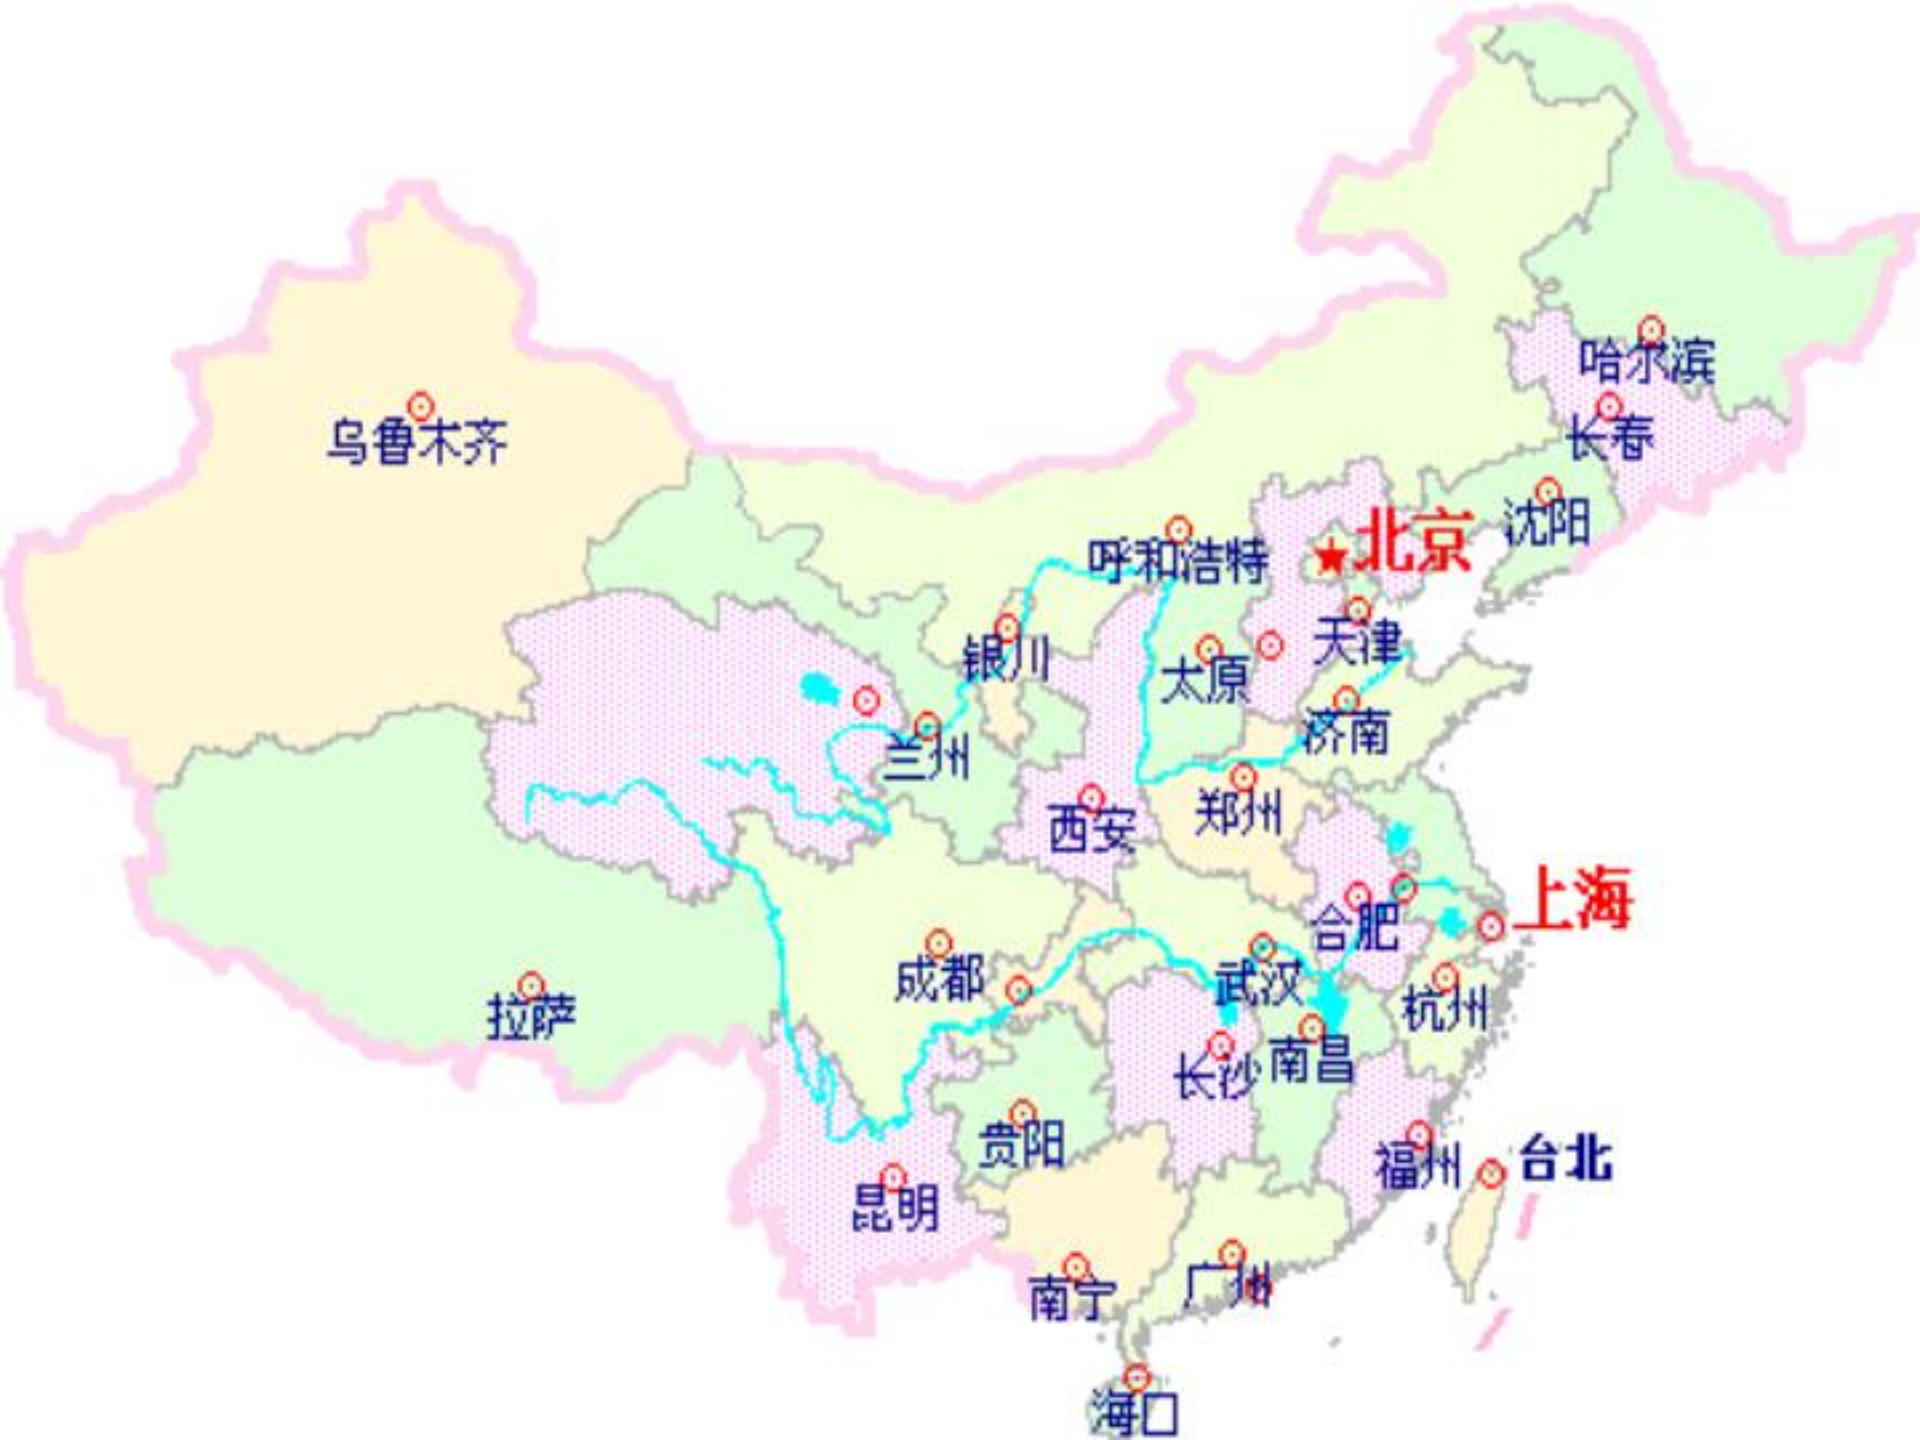 哈尔滨
乌鲁木齐
长春
沈阳
北京
呼和浩特
天津
银川
太原
济南
兰州
郑州
西安
上海
合肥
成都
武汉
杭州
拉萨
南昌
长沙
贵阳
福州
台北
昆明
广州
南宁
海口